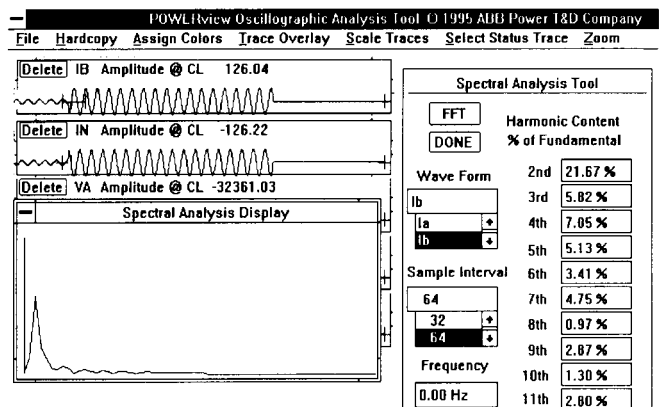 POWERview Oscillographic Analysis Tool © 1995 ABB Power T&D Company
File Hardcopy Assign Colors Trace Overlay Scale Traces Select Status Trace Zoom
Delete IB Amplitude @ CL 126.04
Delete IN Amplitude @ CL -126.22
Delete VA Amplitude @ CL -32361.03
Spectral Analysis Display
Spectral Analysis Tool
FFT
DONE
Harmonic Content
% of Fundamental
Wave Form
Ib
Ia
Ib
Sample Interval
64
32
64
Frequency
0.00 Hz
2nd 21.67 %
3rd 5.82 %
4th 7.05 %
5th 5.13 %
6th 3.41 %
7th 4.75 %
8th 0.97 %
9th 2.87 %
10th 1.30 %
11th 2.80 %